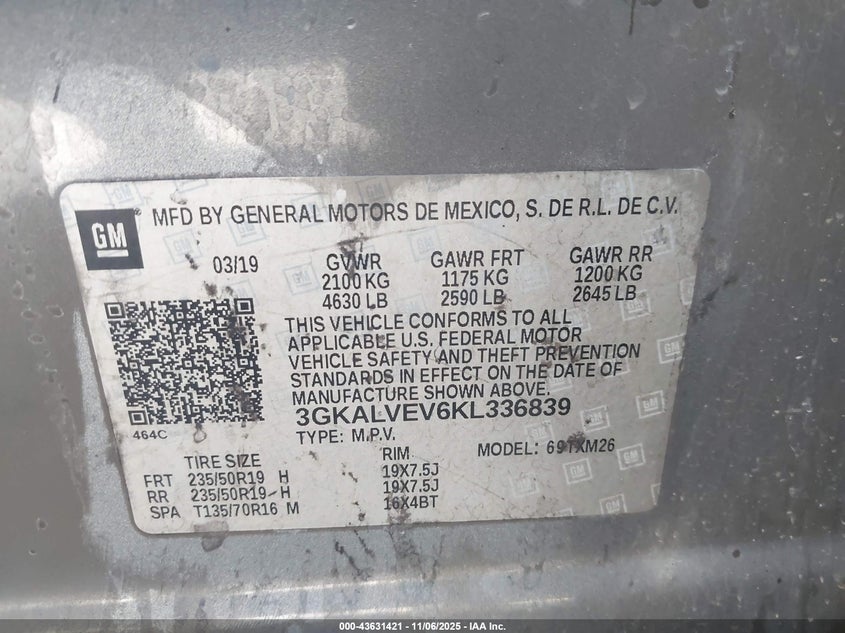 GM
MFD BY GENERAL MOTORS DE MEXICO, S. DE R.L. DE C.V.
03/19 GVWR GAWR FRT GAWR RR
2100 KG 1175 KG 1200 KG
4630 LB 2590 LB 2645 LB
THIS VEHICLE CONFORMS TO ALL
APPLICABLE U.S. FEDERAL MOTOR
VEHICLE SAFETY AND THEFT PREVENTION
STANDARDS IN EFFECT ON THE DATE OF
MANUFACTURE SHOWN ABOVE.
3GKALVEV6KL336839
464C
TYPE: M.P.V. MODEL: 69TXM26
TIRE SIZE RIM
FRT 235/50R19 H 19X7.5J
RR 235/50R19 H 19X7.5J
SPA T135/70R16 M 16X4BT
000-43631421 - 11/06/2025 - IAA Inc.